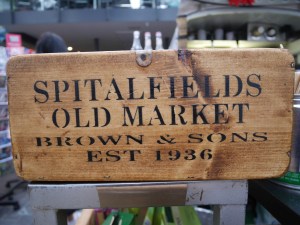 SPITALFIELDS
OLD MARKET
BROWN & SONS
EST 1936